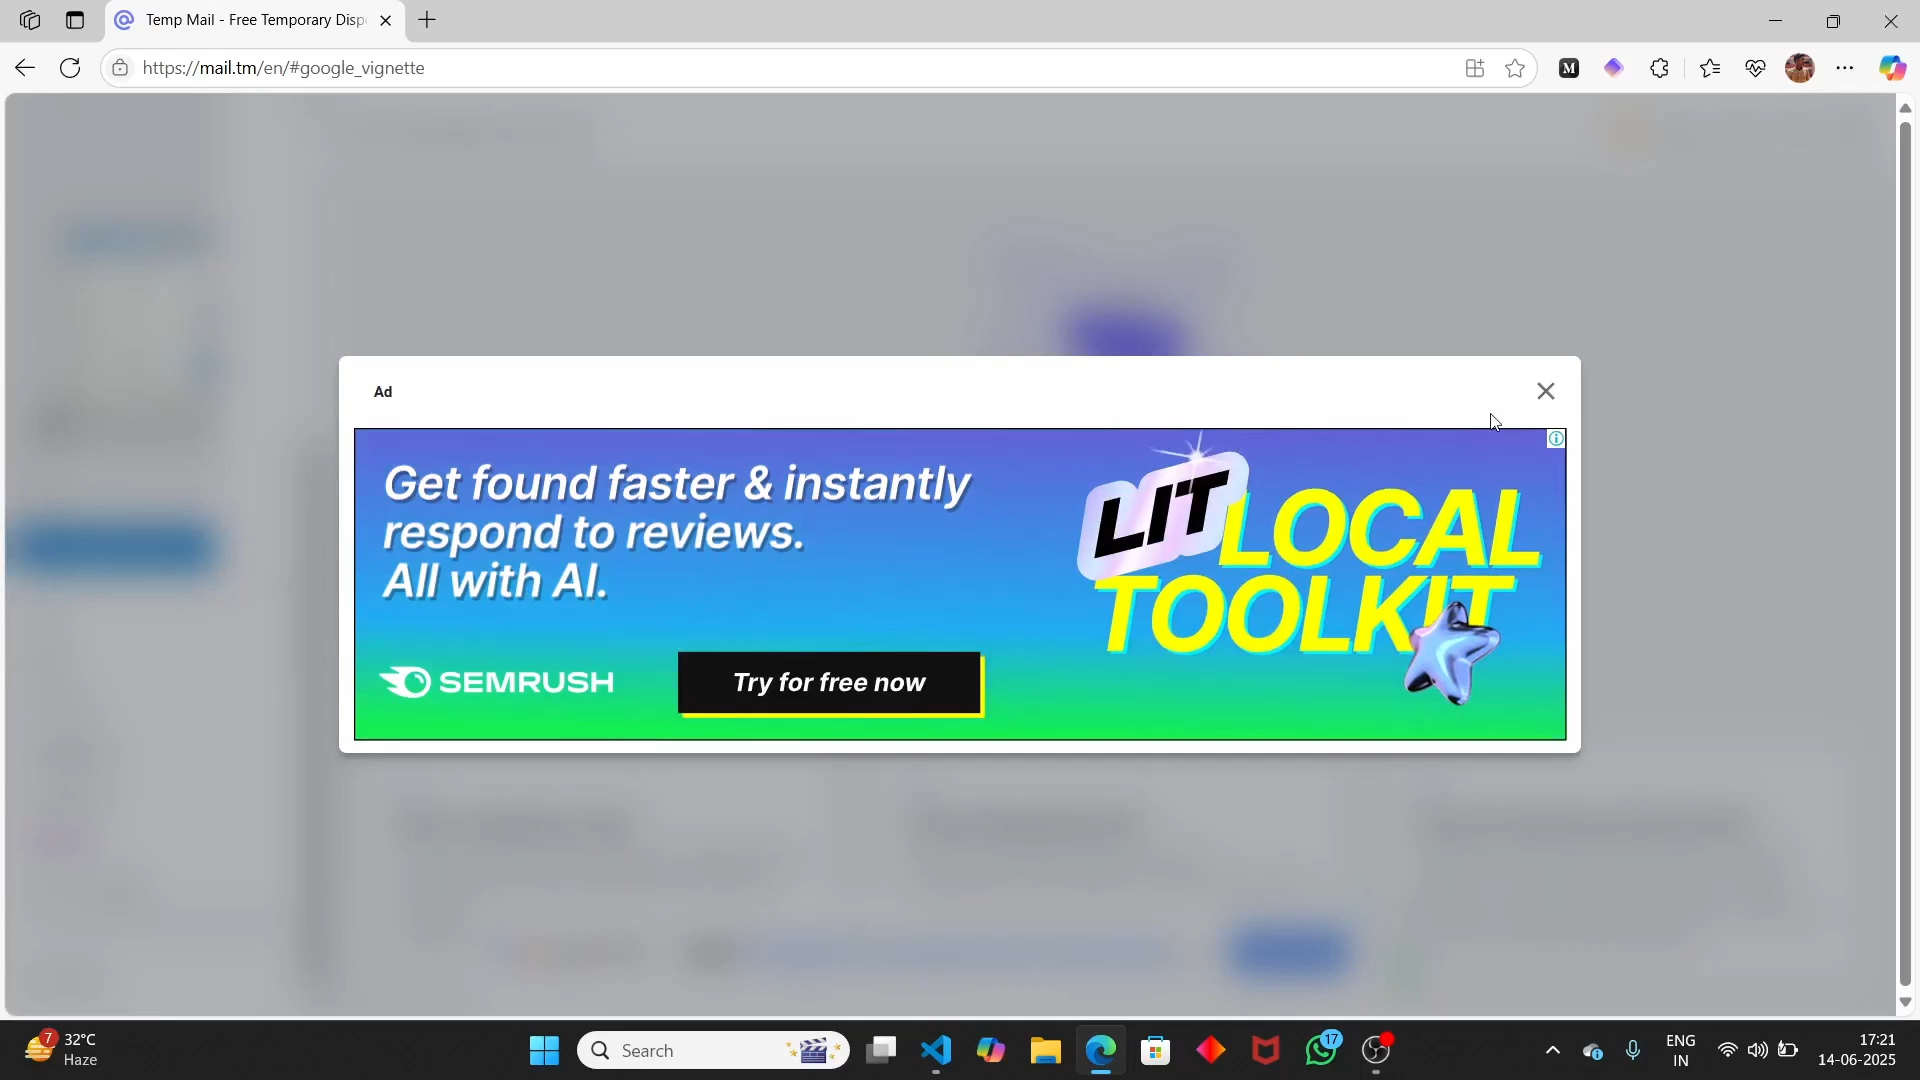 Temp Mail - Free Temporary Disp
https://mail.tm/en/#google_vignette
Ad
Get found faster & instantly
respond to reviews.
All with AI.
LIT LOCAL
TOOLKIT
SEMRUSH
Try for free now
7
32°C
Haze
Search
17
ENG
IN
17:21
14-06-2025